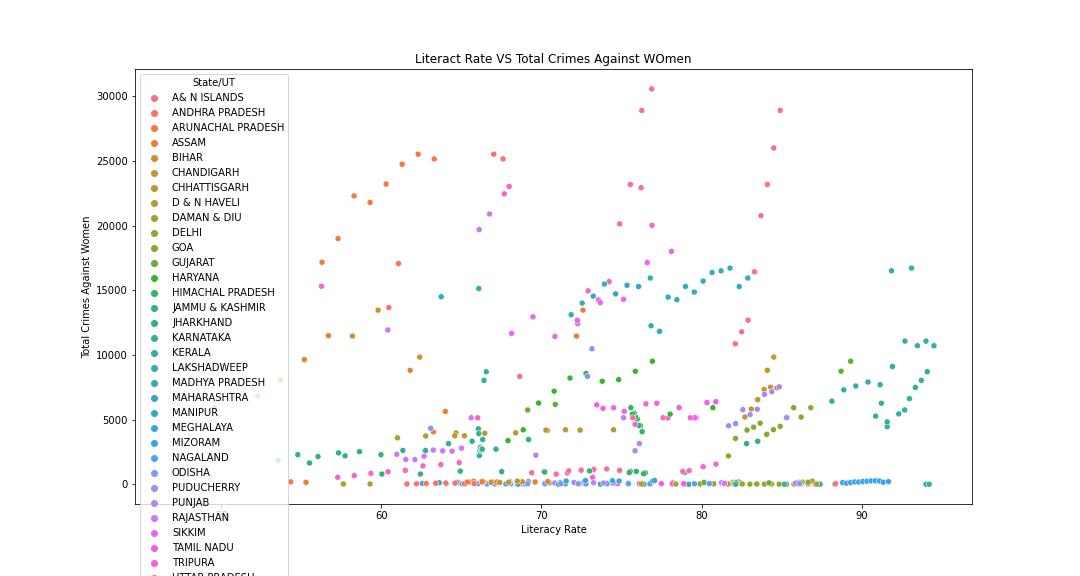 Literact Rate VS Total Crimes Against WOmen
Total Crimes Against Women
30000
25000
20000
15000
10000
5000
0
State/UT
A& N ISLANDS
ANDHRA PRADESH
ARUNACHAL PRADESH
ASSAM
BIHAR
CHANDIGARH
CHHATTISGARH
D & N HAVELI
DAMAN & DIU
DELHI
GOA
GUJARAT
HARYANA
HIMACHAL PRADESH
JAMMU & KASHMIR
JHARKHAND
KARNATAKA
KERALA
LAKSHADWEEP
MADHYA PRADESH
MAHARASHTRA
MANIPUR
MEGHALAYA
MIZORAM
NAGALAND
ODISHA
PUDUCHERRY
PUNJAB
RAJASTHAN
SIKKIM
TAMIL NADU
TRIPURA
UTTAR PRADESH
60 70 80 90
Literacy Rate